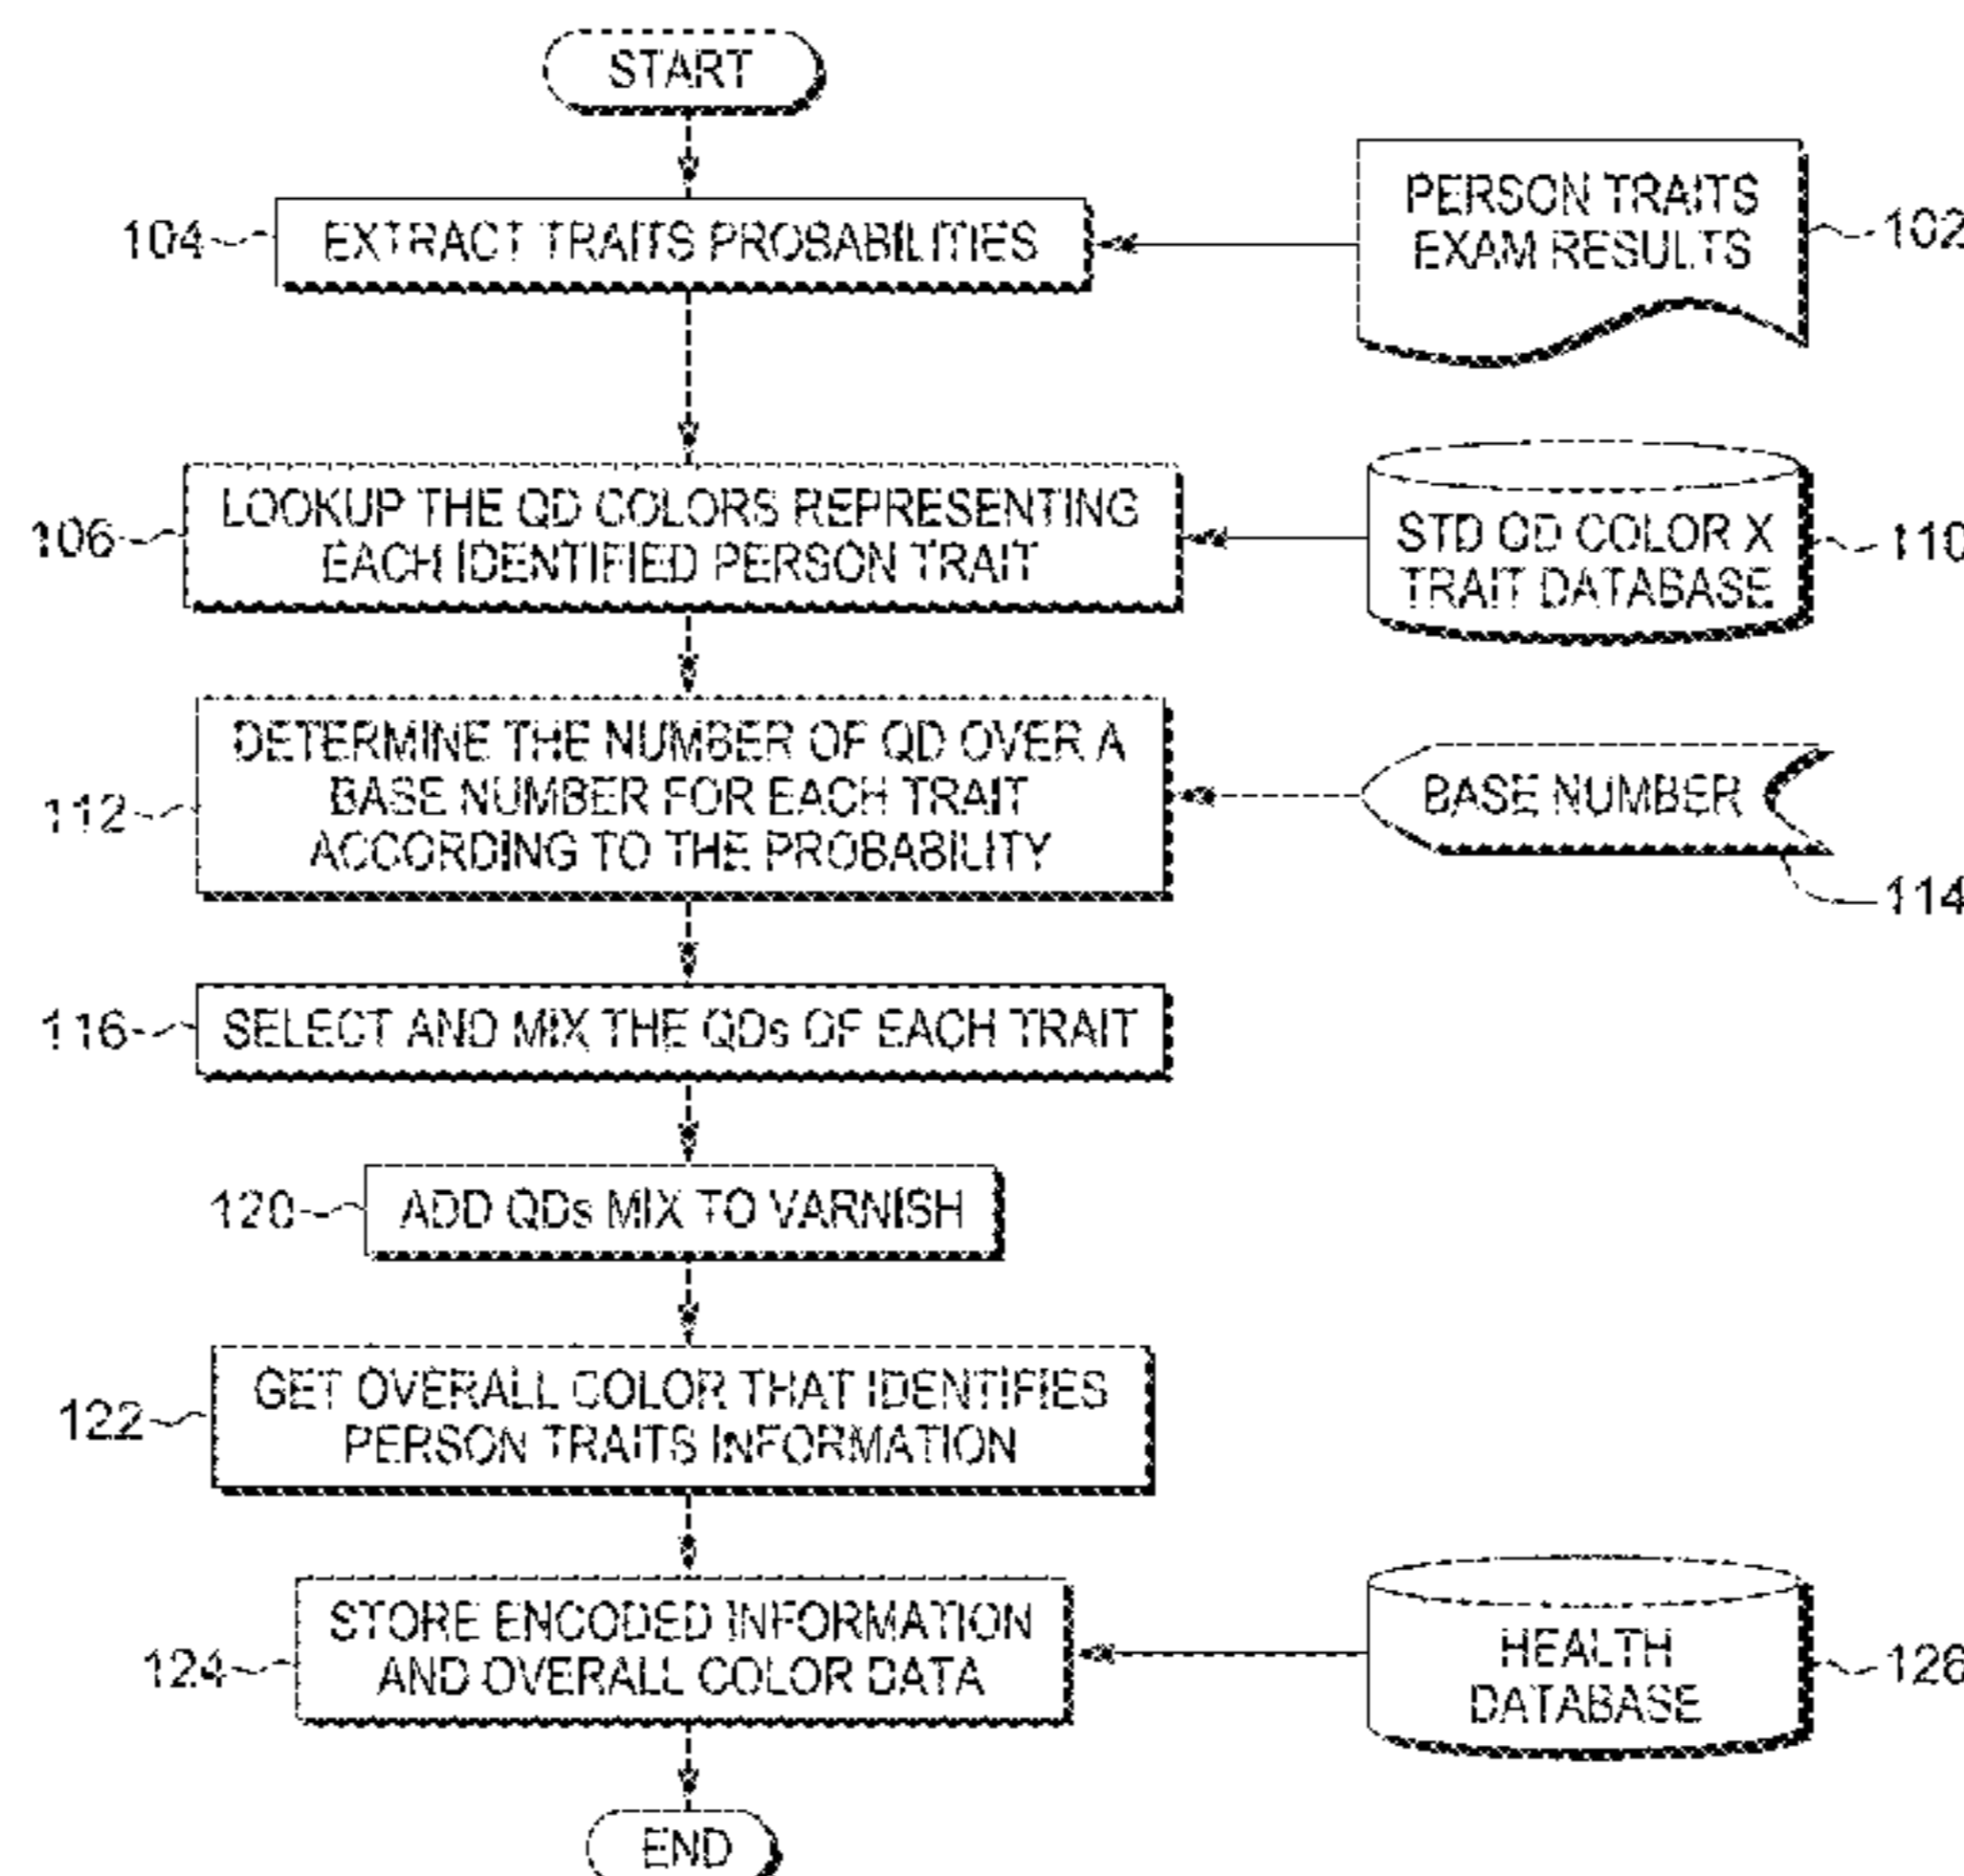 START
104
EXTRACT TRAITS PROBABILITIES
PERSON TRAITS
EXAM RESULTS
102
106
LOOKUP THE QD COLORS REPRESENTING
EACH IDENTIFIED PERSON TRAIT
STD QD COLOR X
TRAIT DATABASE
110
112
DETERMINE THE NUMBER OF QD OVER A
BASE NUMBER FOR EACH TRAIT
ACCORDING TO THE PROBABILITY
BASE NUMBER
114
116
SELECT AND MIX THE QDs OF EACH TRAIT
120
ADD QDs MIX TO VARNISH
122
GET OVERALL COLOR THAT IDENTIFIES
PERSON TRAITS INFORMATION
124
STORE ENCODED INFORMATION
AND OVERALL COLOR DATA
HEALTH
DATABASE
126
END